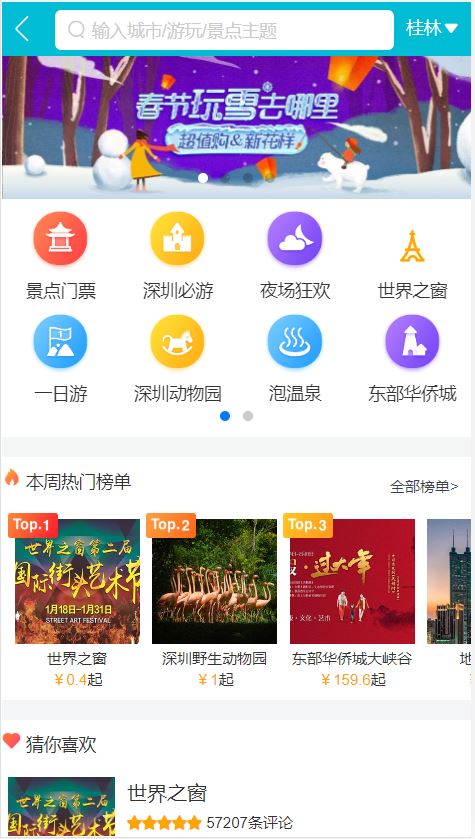 输入城市/游玩/景点主题
桂林
春节玩雪去哪里
超值购&新花样
景点门票
深圳必游
夜场狂欢
世界之窗
一日游
深圳动物园
泡温泉
东部华侨城
本周热门榜单
全部榜单>
Top.1
Top.2
Top.3
世界之窗第二届
国际街头艺术节
1月18日-1月31日
STREET ART FESTIVAL
·过大年
·文化·艺术
世界之窗
深圳野生动物园
东部华侨城大峡谷
地
¥0.4起
¥1起
¥159.6起
猜你喜欢
世界之窗第二届
国际街头艺术节
世界之窗
57207条评论